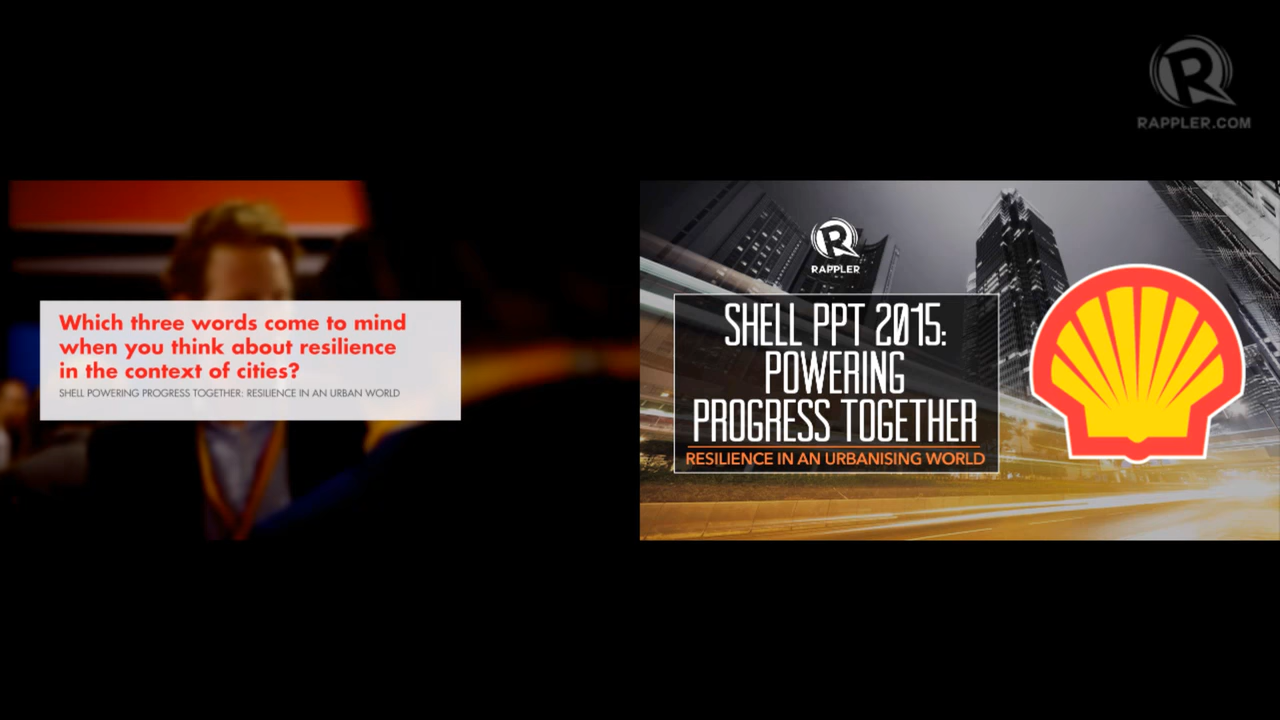 RAPPLER.COM
Which three words come to mind
when you think about resilience
in the context of cities?
SHELL POWERING PROGRESS TOGETHER: RESILIENCE IN AN URBAN WORLD
RAPPLER
SHELL PPT 2015:
POWERING
PROGRESS TOGETHER
RESILIENCE IN AN URBANISING WORLD